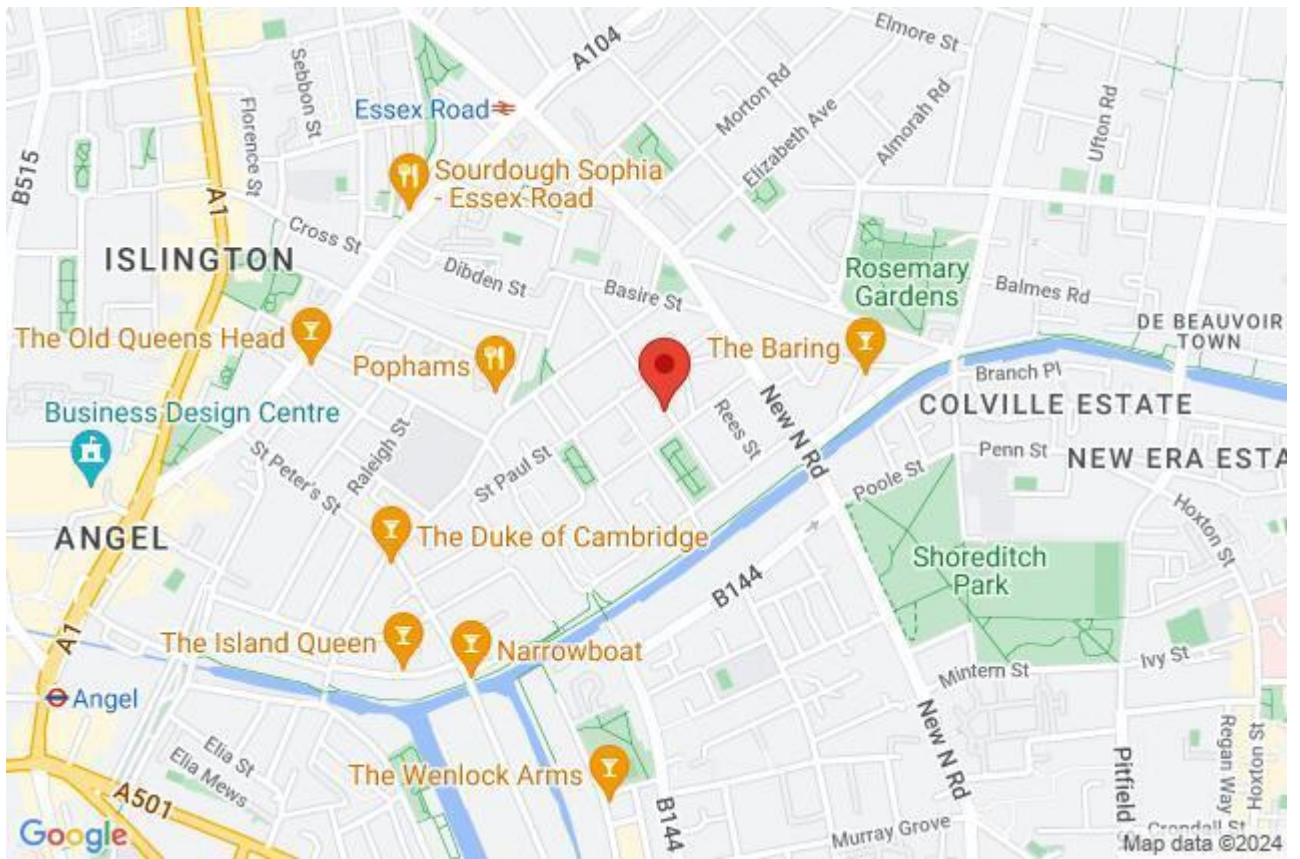 Elmore St
A104
Sebbon St
Essex Road
Morton Rd
Almorah Rd
Ufton Rd
Florence St
Elizabeth Ave
B515
Sourdough Sophia
- Essex Road
A1
Cross St
ISLINGTON
Dibden St
Basire St
Rosemary
Gardens
Balmes Rd
The Old Queens Head
DE BEAUVOIR
TOWN
The Baring
Pophams
Branch Pl
Business Design Centre
COLVILLE ESTATE
Raleigh St
Rees St
New N Rd
St Peter's St
St Paul St
Penn St
NEW ERA ESTA
Poole St
Hoxton St
ANGEL
The Duke of Cambridge
Shoreditch
Park
B144
The Island Queen
Narrowboat
A1
Ivy St
Mintern St
Angel
New N Rd
Elia St
Elia Mews
The Wenlock Arms
Pitfield
Regan Way
Hoxton St
A501
B144
Murray Grove
Crondall St
Google
Map data ©2024